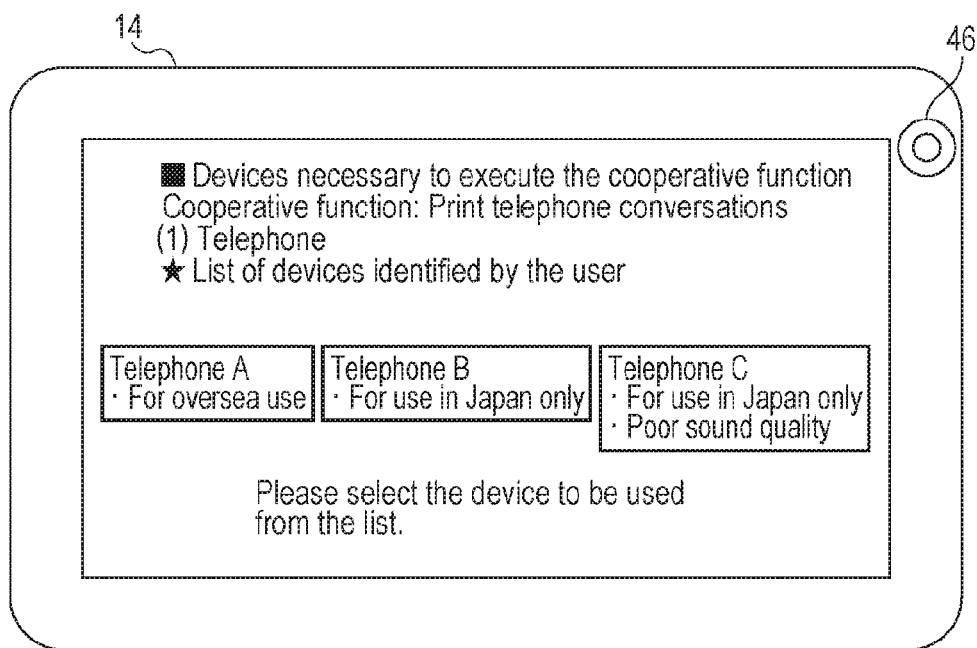 14
46
■ Devices necessary to execute the cooperative function
Cooperative function: Print telephone conversations
(1) Telephone
★ List of devices identified by the user
Telephone A
· For oversea use
Telephone B
· For use in Japan only
Telephone C
· For use in Japan only
· Poor sound quality
Please select the device to be used
from the list.